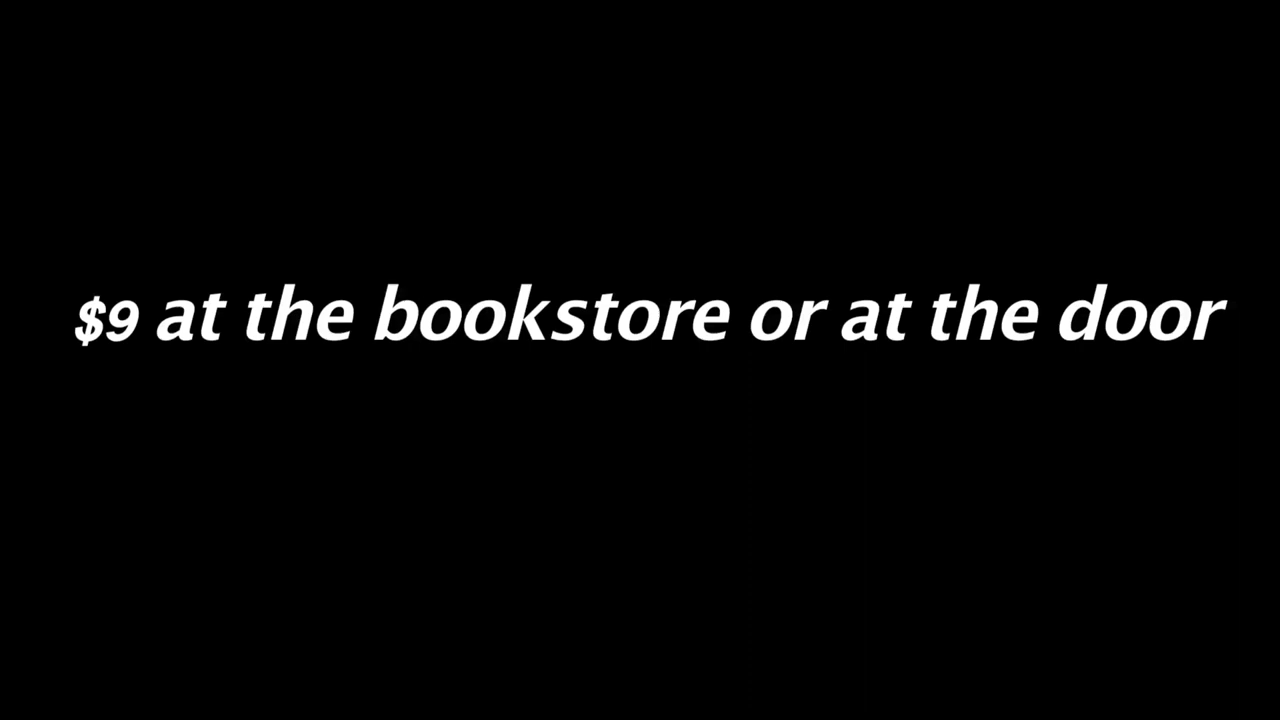 $9 at the bookstore or at the door